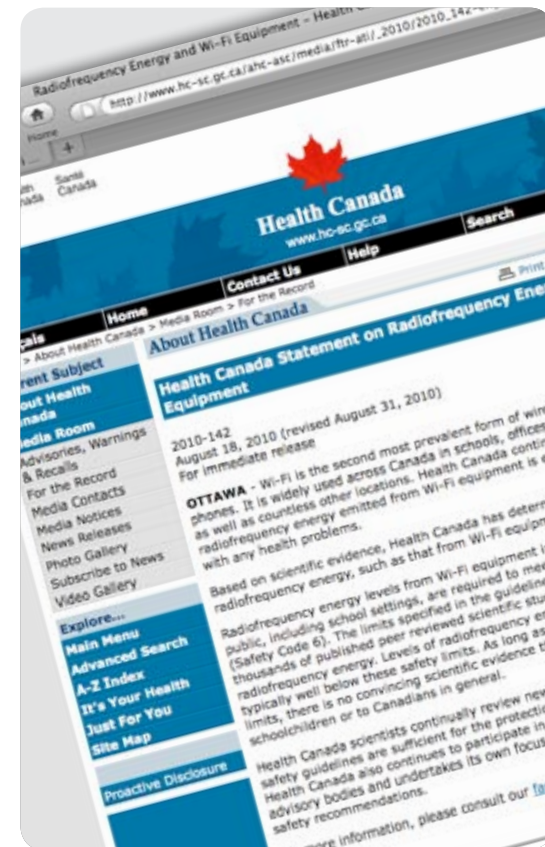 Radiofrequency Energy and Wi-Fi Equipment - Health
http://www.hc-sc.gc.ca/ahc-asc/media/ftr-ati/_2010/2010_142-
Home
Santé
Canada
Health Canada
www.hc-sc.gc.ca
Home
Contact Us
Help
Search
> About Health Canada > Media Room > For the Record
Print
About Health Canada
Health Canada Statement on Radiofrequency
Equipment
2010-142
August 18, 2010 (revised August 31, 2010)
For immediate release
OTTAWA - Wi-Fi is the second most prevalent form of
phones. It is widely used across Canada in schools, offices
as well as countless other locations. Health Canada
radiofrequency energy emitted from Wi-Fi equipment is
with any health problems.
Based on scientific evidence, Health Canada has
radiofrequency energy, such as that from Wi-Fi
Radiofrequency energy levels from Wi-Fi equipment
public, including school settings, are required to
(Safety Code 6). The limits specified in the
thousands of published peer reviewed scientific
radiofrequency energy. Levels of radiofrequency
typically well below these safety limits. As long as
limits, there is no convincing scientific evidence
schoolchildren or to Canadians in general.
Health Canada scientists continually review new
safety guidelines are sufficient for the
Health Canada also continues to participate in
advisory bodies and undertakes its own
safety recommendations.
information, please consult our
Subject
Health
Media Room
Advisories, Warnings
& Recalls
For the Record
Media Contacts
Media Notices
News Releases
Photo Gallery
Subscribe to News
Video Gallery
Explore...
Main Menu
Advanced Search
A-Z Index
It's Your Health
Just For You
Site Map
Proactive Disclosure